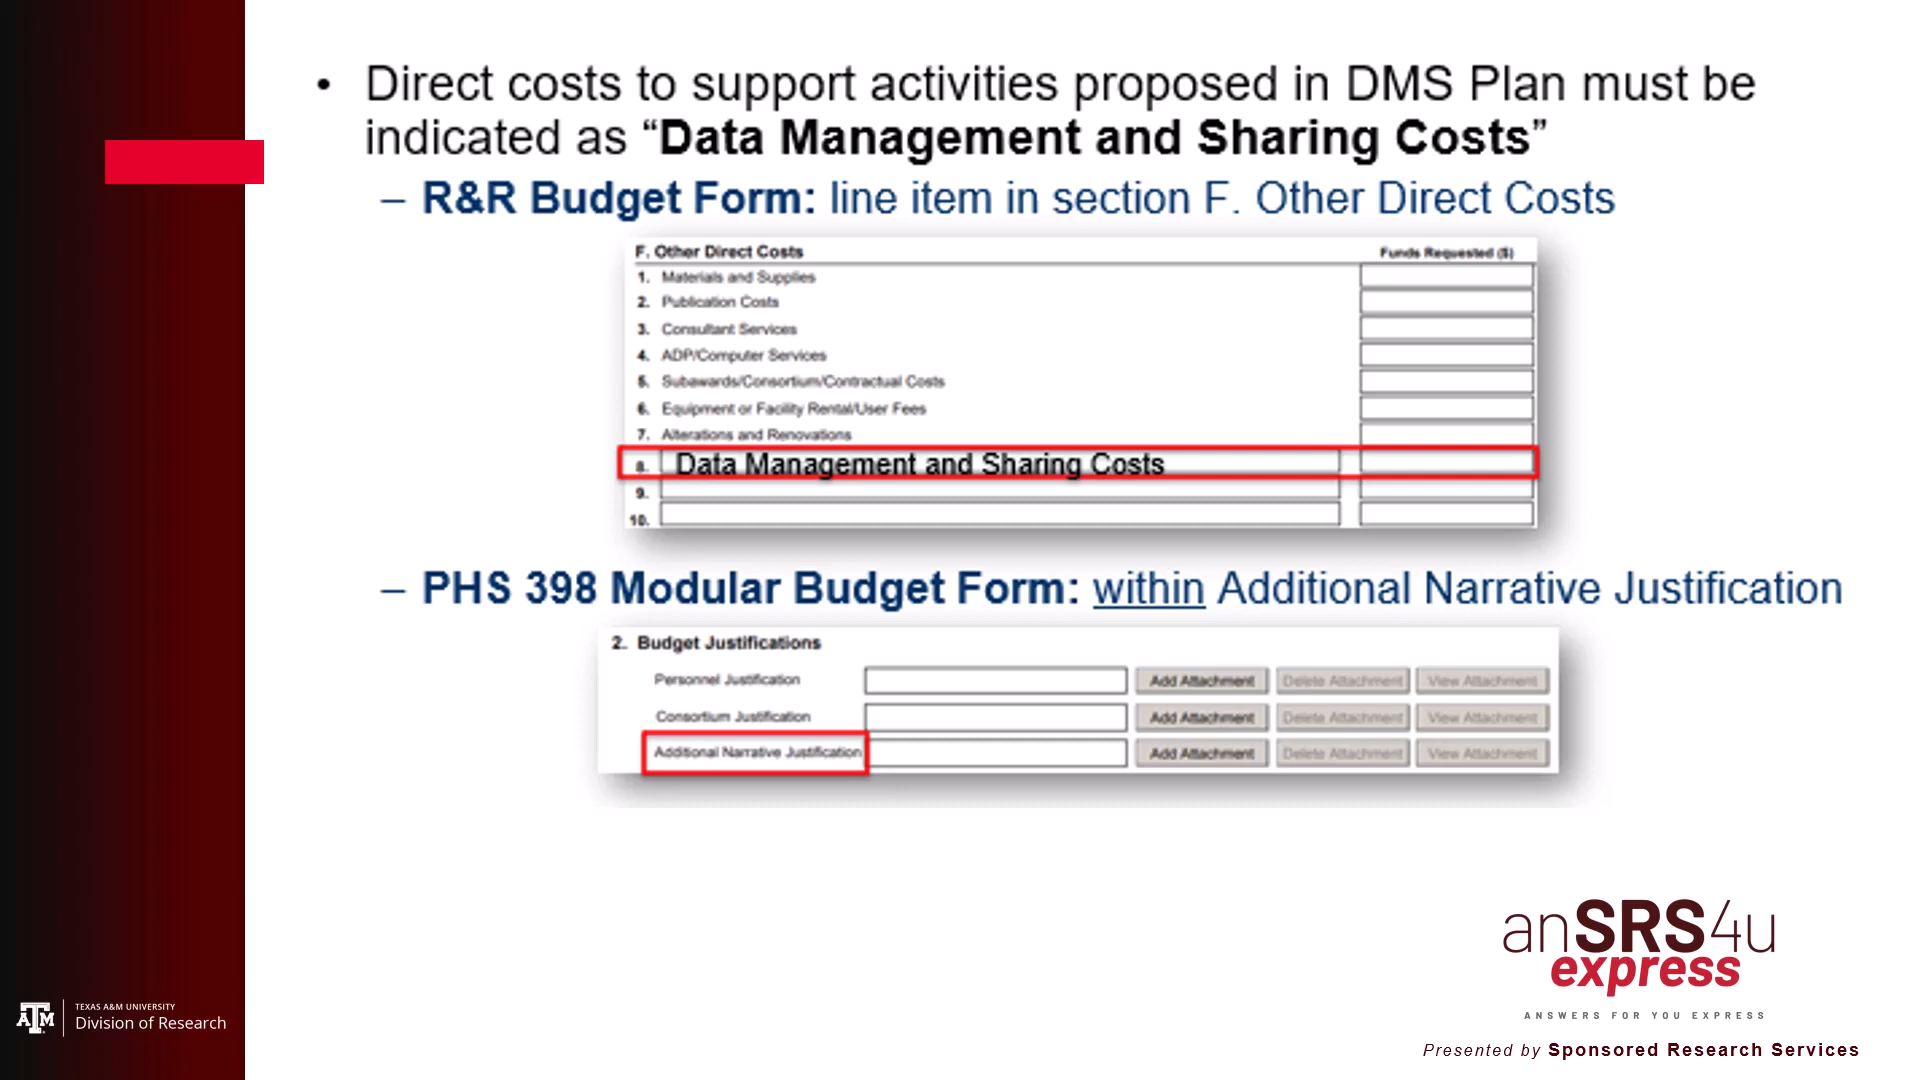 • Direct costs to support activities proposed in DMS Plan must be
indicated as “Data Management and Sharing Costs”
– R&R Budget Form: line item in section F. Other Direct Costs
F. Other Direct Costs Funds Requested ($)
1. Materials and Supplies
2. Publication Costs
3. Consultant Services
4. ADP/Computer Services
5. Subawards/Consortium/Contractual Costs
6. Equipment or Facility Rental/User Fees
7. Alterations and Renovations
8. Data Management and Sharing Costs
9.
10.
– PHS 398 Modular Budget Form: within Additional Narrative Justification
2. Budget Justifications
Personnel Justification Add Attachment Delete Attachment View Attachment
Consortium Justification Add Attachment Delete Attachment View Attachment
Additional Narrative Justification Add Attachment Delete Attachment View Attachment
anSRS4u
express
ANSWERS FOR YOU EXPRESS
Presented by Sponsored Research Services
ATM
TEXAS A&M UNIVERSITY
Division of Research